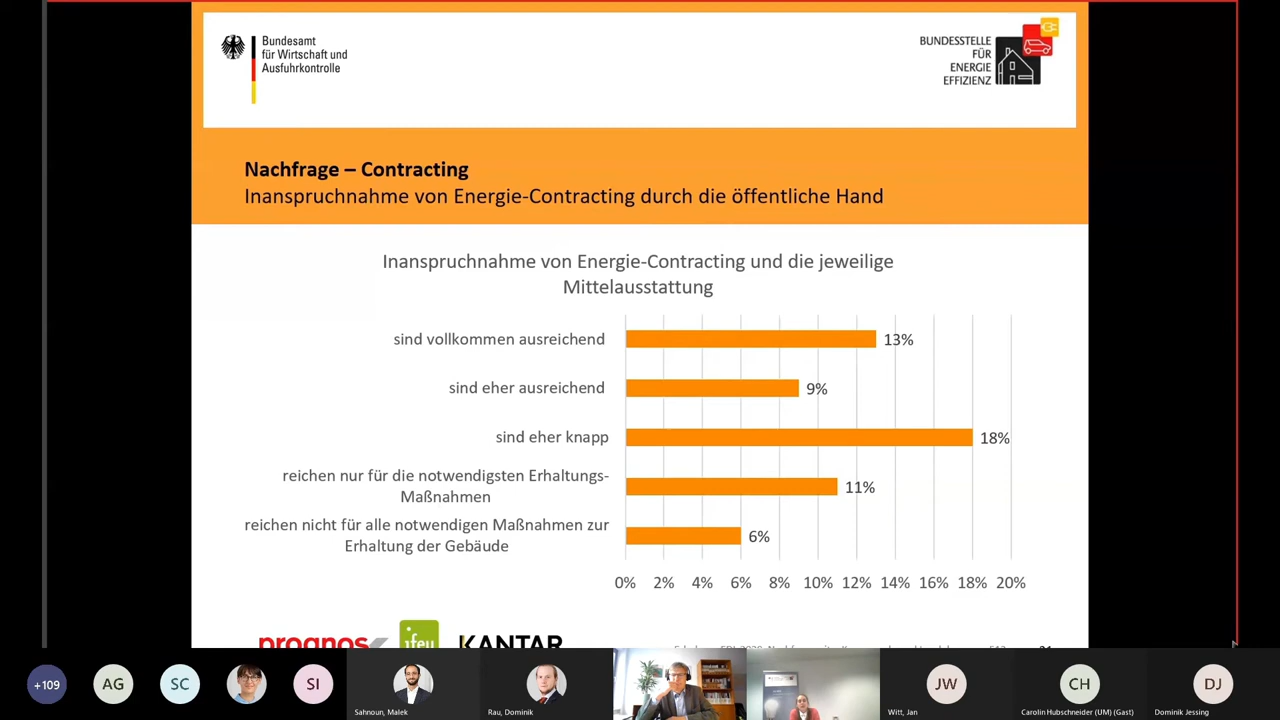 Bundesamt
für Wirtschaft und
Ausfuhrkontrolle
BUNDESSTELLE
FÜR
ENERGIE
EFFIZIENZ
Nachfrage – Contracting
Inanspruchnahme von Energie-Contracting durch die öffentliche Hand
Inanspruchnahme von Energie-Contracting und die jeweilige
Mittelausstattung
sind vollkommen ausreichend
13%
sind eher ausreichend
9%
sind eher knapp
18%
reichen nur für die notwendigsten Erhaltungs-
Maßnahmen
11%
reichen nicht für alle notwendigen Maßnahmen zur
Erhaltung der Gebäude
6%
0% 2% 4% 6% 8% 10% 12% 14% 16% 18% 20%
prognos
ifeu
KANTAR
+109
AG
SC
SI
Sahnoun, Malek
Rau, Dominik
JW
Witt, Jan
CH
Carolin Hubschneider (UM) (Gast)
DJ
Dominik Jessing